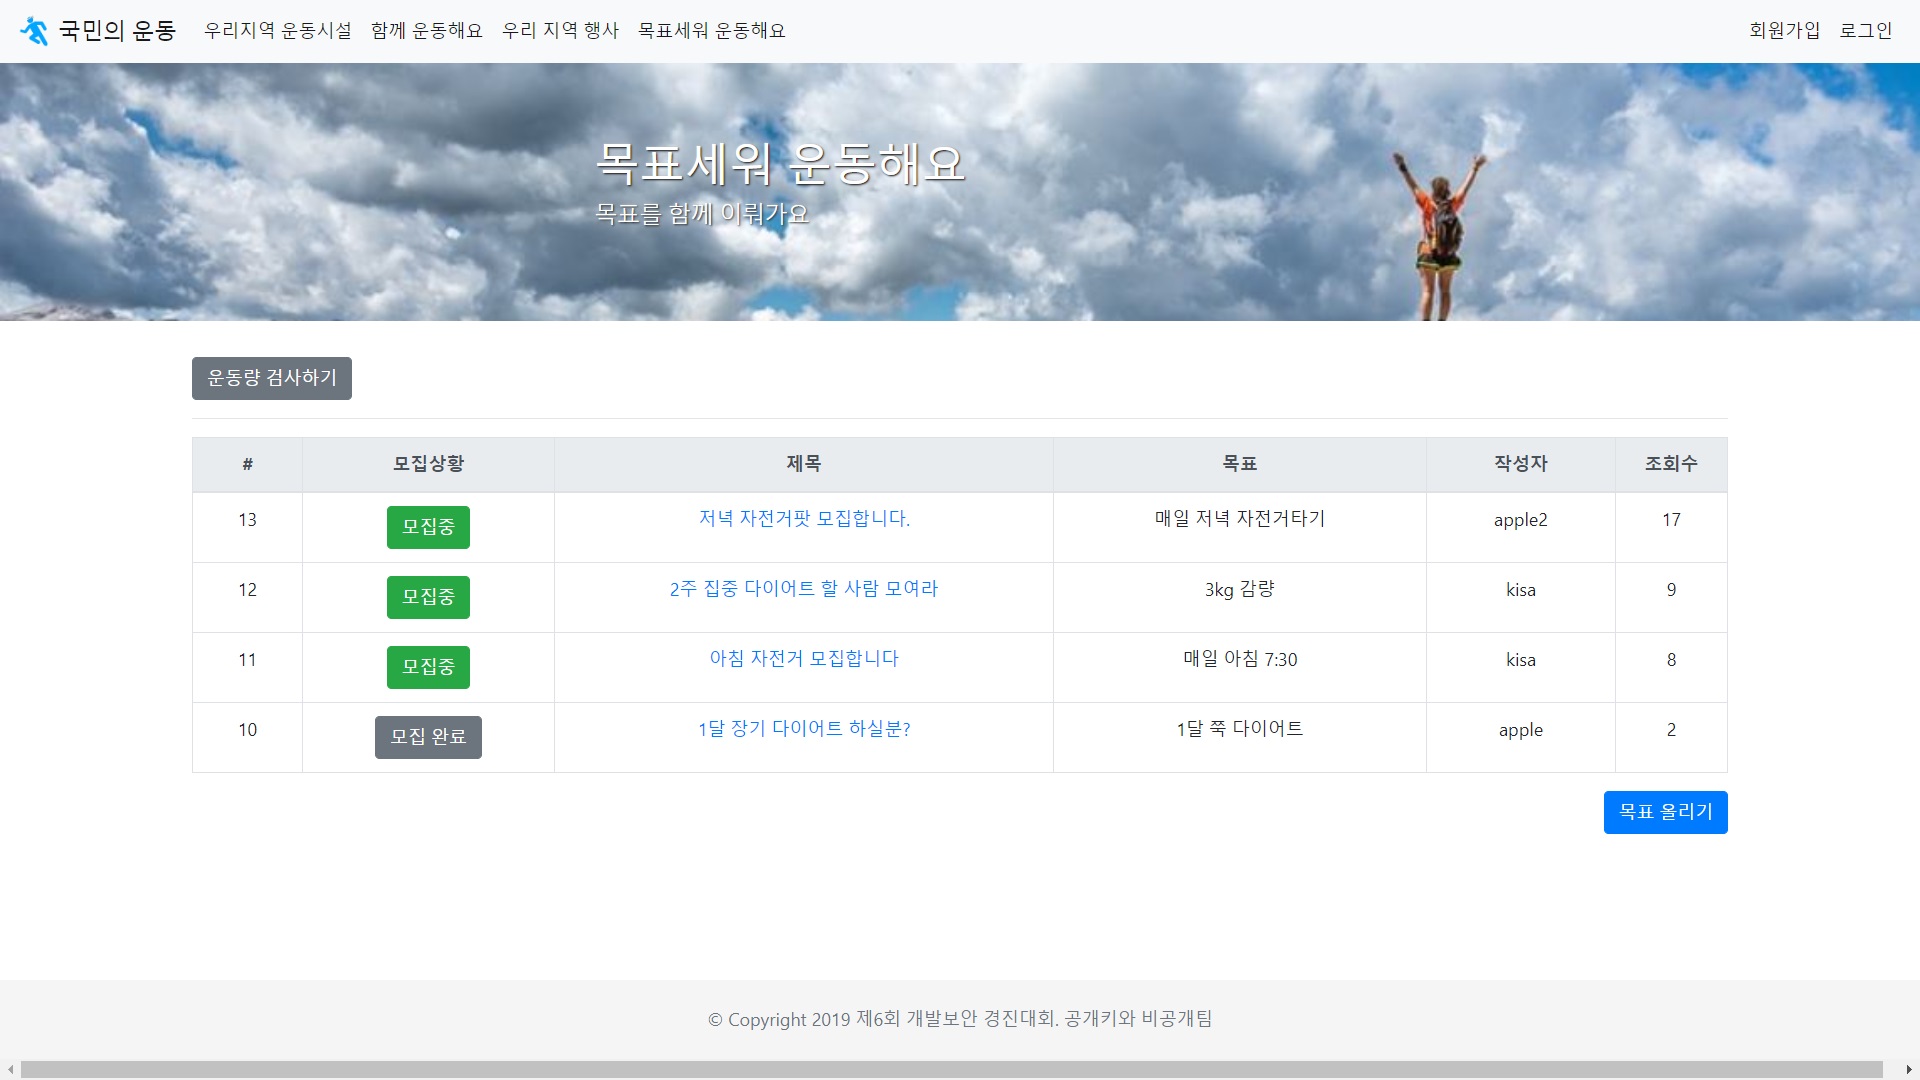 국민의 운동 우리지역 운동시설 함께 운동해요 우리 지역 행사 목표세워 운동해요 회원가입 로그인
목표세워 운동해요
목표를 함께 이뤄가요
운동량 검사하기
# 모집상황 제목 목표 작성자 조회수
13 모집중 저녁 자전거팟 모집합니다. 매일 저녁 자전거타기 apple2 17
12 모집중 2주 집중 다이어트 할 사람 모여라 3kg 감량 kisa 9
11 모집중 아침 자전거 모집합니다 매일 아침 7:30 kisa 8
10 모집 완료 1달 장기 다이어트 하실분? 1달 쭉 다이어트 apple 2
목표 올리기
© Copyright 2019 제6회 개발보안 경진대회. 공개키와 비공개팀